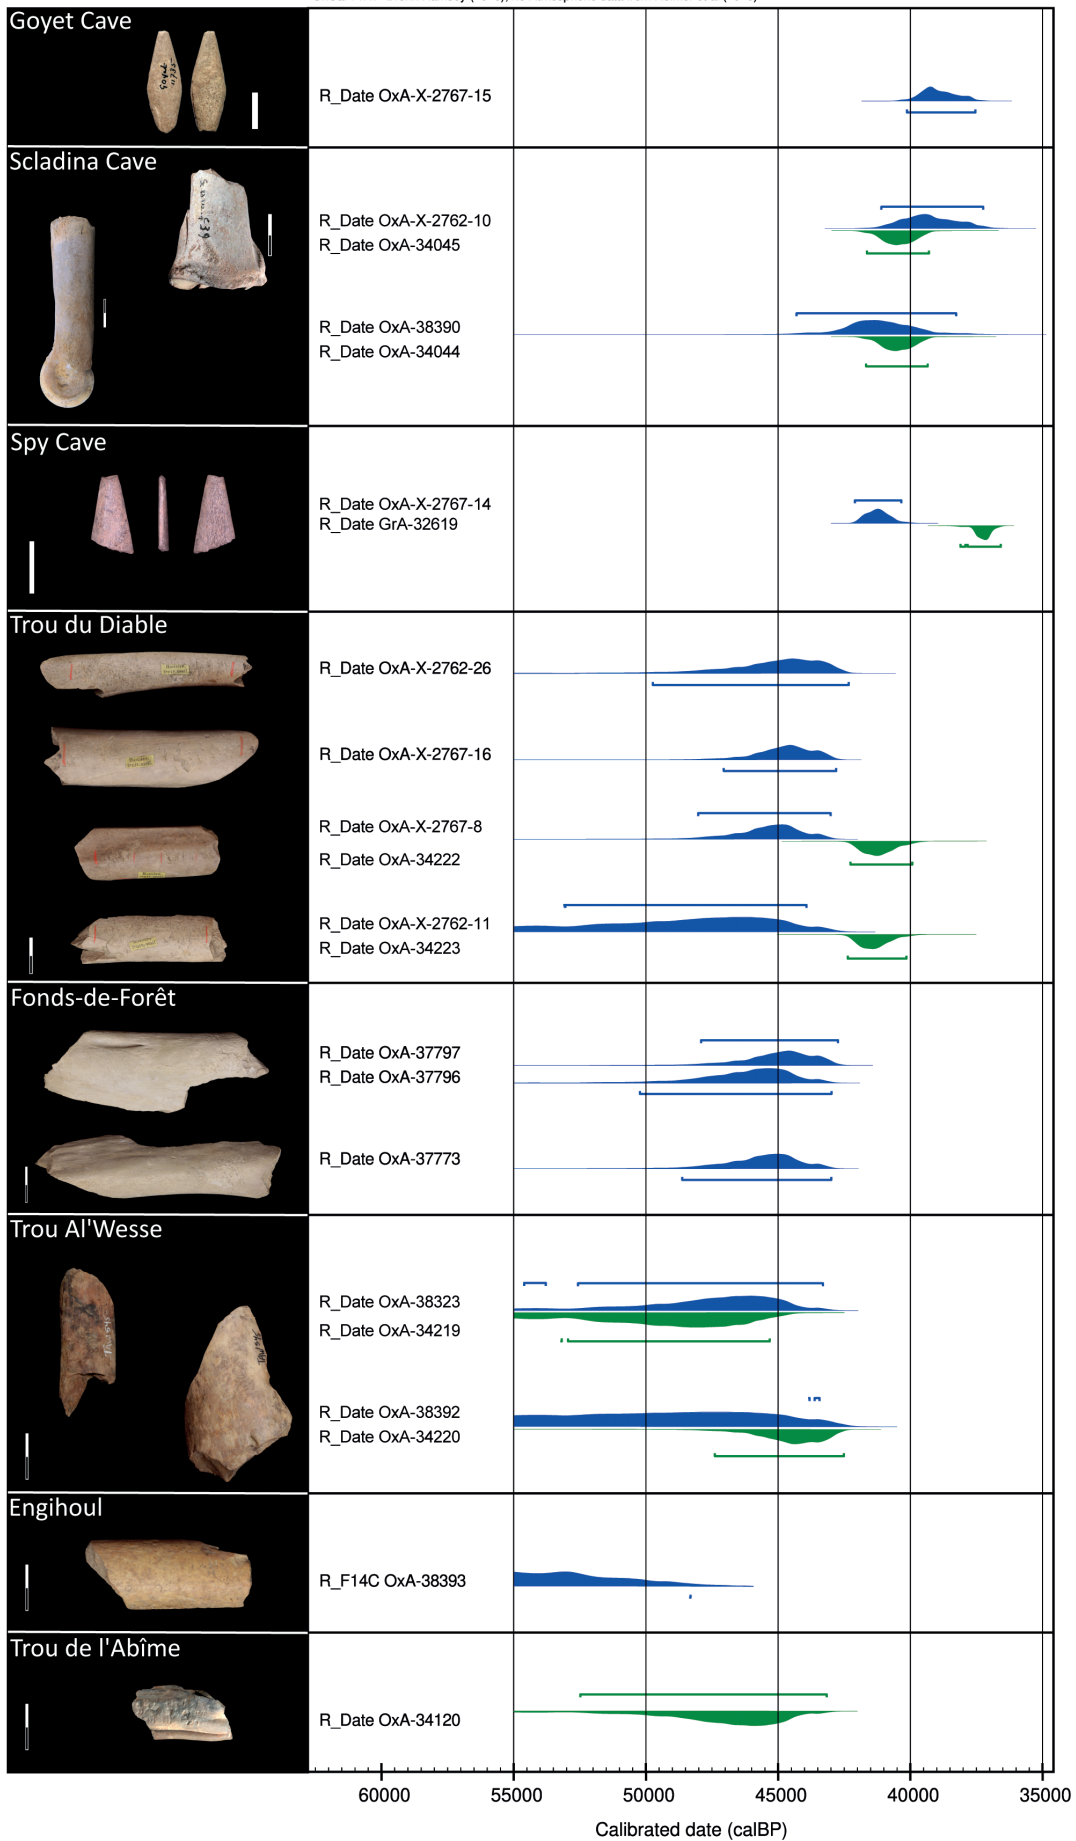 Goyet Cave
Goyet
R_Date OxA-X-2767-15
Scladina Cave
R_Date OxA-X-2762-10
R_Date OxA-34045
R_Date OxA-38390
R_Date OxA-34044
Spy Cave
R_Date OxA-X-2767-14
R_Date GrA-32619
Trou du Diable
R_Date OxA-X-2762-26
R_Date OxA-X-2767-16
R_Date OxA-X-2767-8
R_Date OxA-34222
R_Date OxA-X-2762-11
R_Date OxA-34223
Fonds-de-Forêt
R_Date OxA-37797
R_Date OxA-37796
R_Date OxA-37773
Trou Al'Wesse
R_Date OxA-38323
R_Date OxA-34219
R_Date OxA-38392
R_Date OxA-34220
Engihoul
R_F14C OxA-38393
Trou de l'Abîme
R_Date OxA-34120
60000 55000 50000 45000 40000 35000
Calibrated date (calBP)